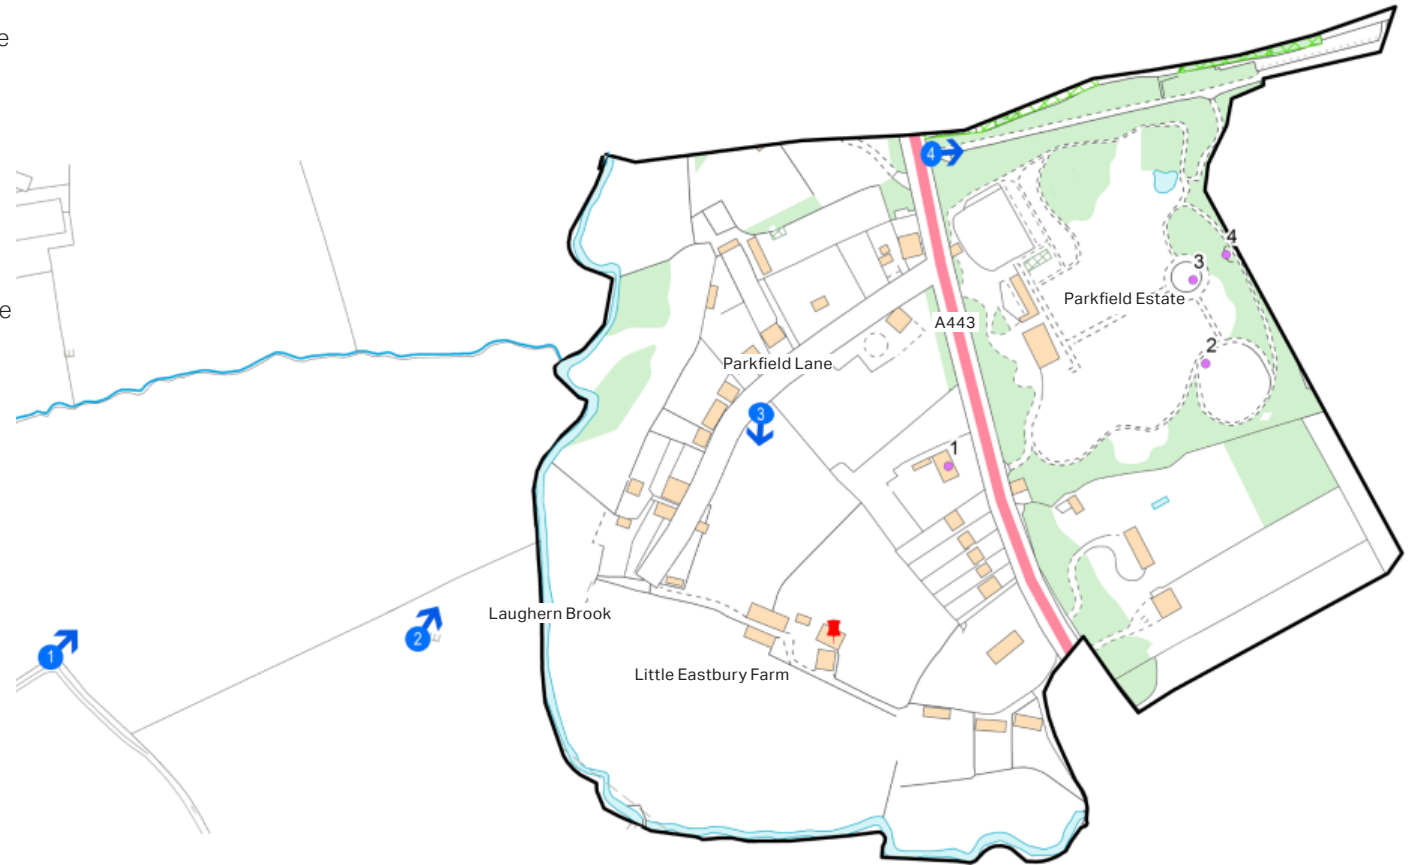 e
4
4
3
Parkfield Estate
e
A443
2
Parkfield Lane
3
1
E
Laughern Brook
2
E
1
Little Eastbury Farm